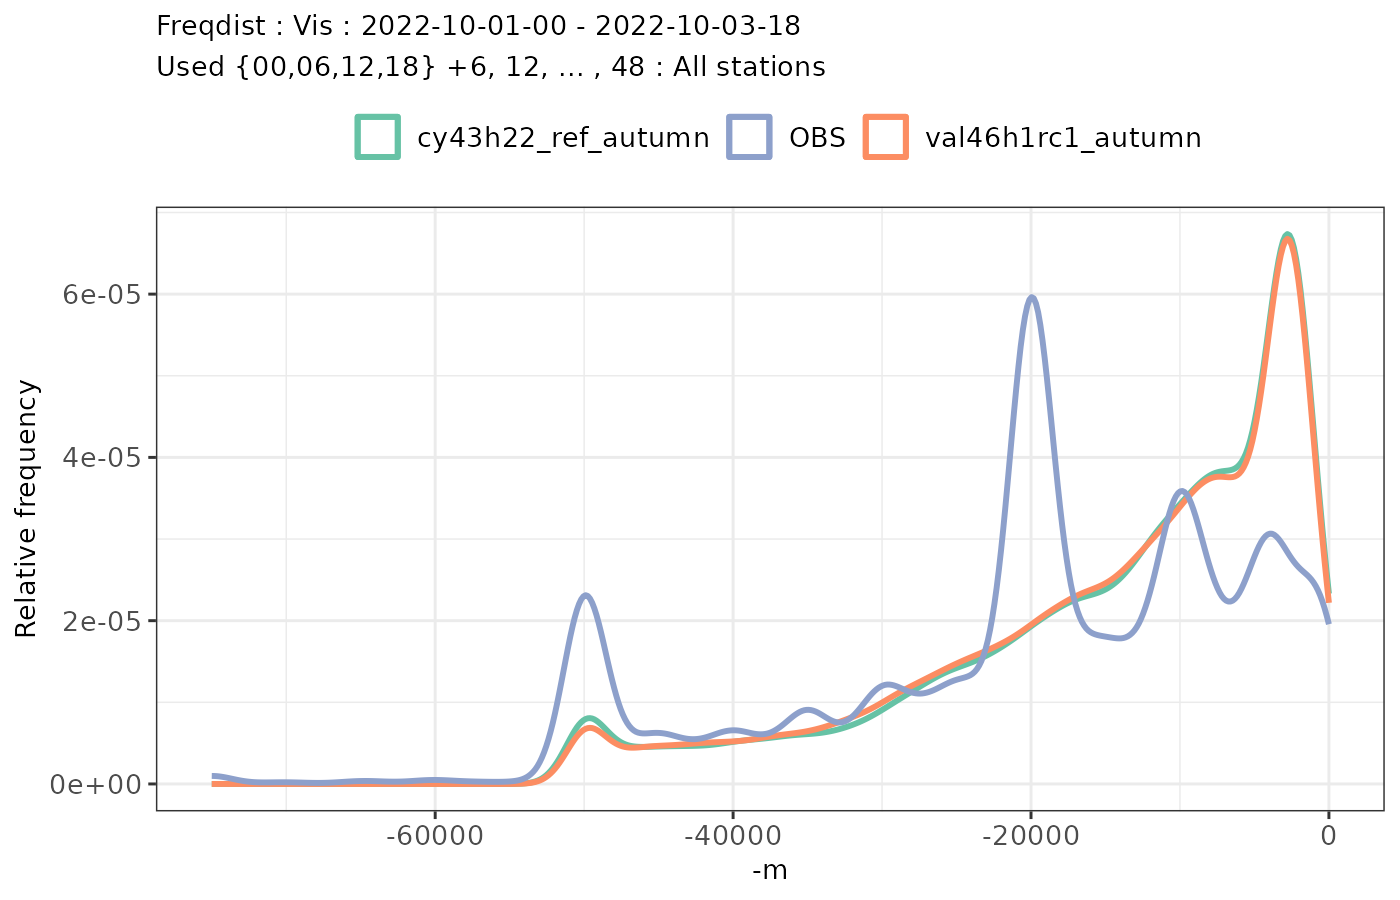 Freqdist : Vis : 2022-10-01-00 - 2022-10-03-18
Used {00,06,12,18} +6, 12, ... , 48 : All stations
cy43h22_ref_autumn OBS val46h1rc1_autumn
Relative frequency
6e-05
4e-05
2e-05
0e+00
-60000 -40000 -20000 0
-m